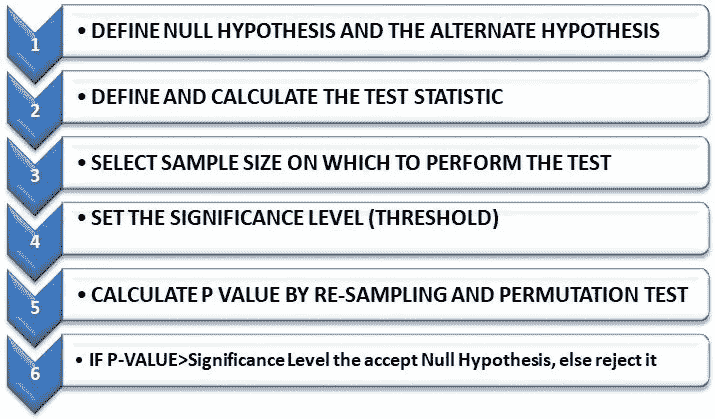 1 • DEFINE NULL HYPOTHESIS AND THE ALTERNATE HYPOTHESIS
2 • DEFINE AND CALCULATE THE TEST STATISTIC
3 • SELECT SAMPLE SIZE ON WHICH TO PERFORM THE TEST
4 • SET THE SIGNIFICANCE LEVEL (THRESHOLD)
5 • CALCULATE P VALUE BY RE-SAMPLING AND PERMUTATION TEST
6 • IF P-VALUE>Significance Level the accept Null Hypothesis, else reject it